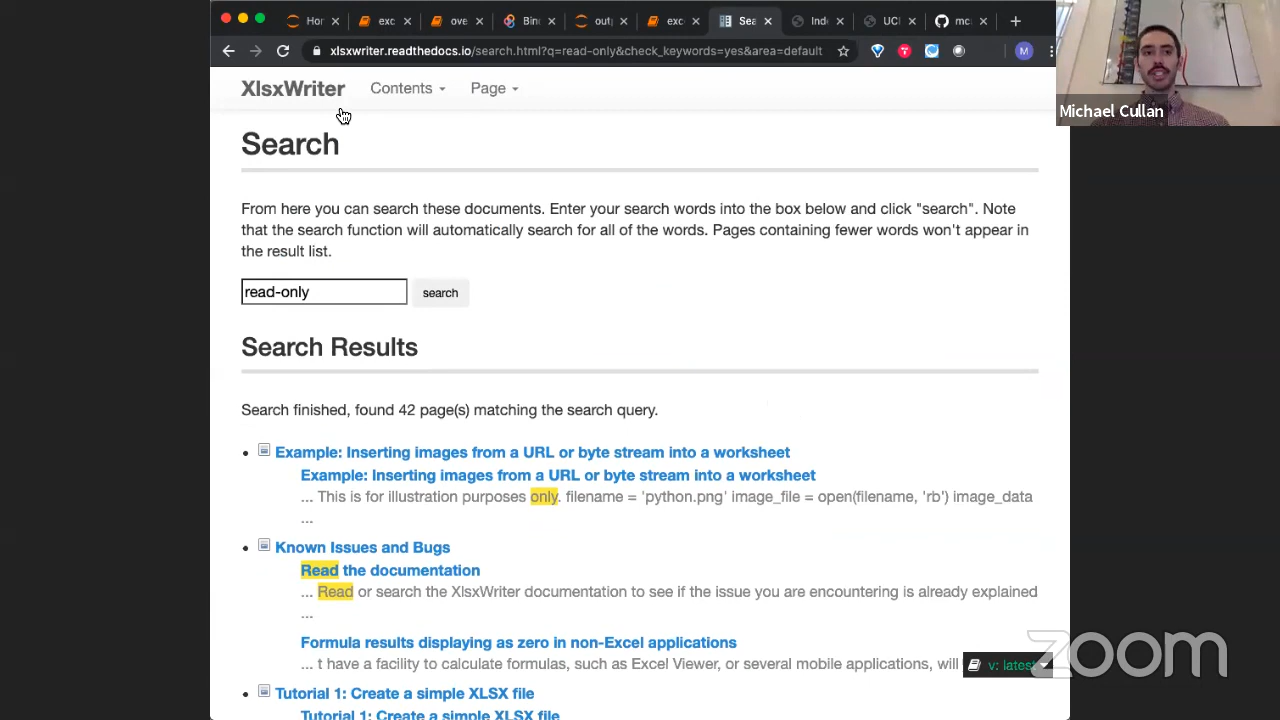 Hor
exc
ove
Bin
outp
exc
Sea
Inde
UCI
mc
xlsxwriter.readthedocs.io/search.html?q=read-only&check_keywords=yes&area=default
M
XlsxWriter
Contents
Page
Michael Cullan
Search
From here you can search these documents. Enter your search words into the box below and click "search". Note
that the search function will automatically search for all of the words. Pages containing fewer words won't appear in
the result list.
read-only
search
Search Results
Search finished, found 42 page(s) matching the search query.
Example: Inserting images from a URL or byte stream into a worksheet
Example: Inserting images from a URL or byte stream into a worksheet
... This is for illustration purposes only. filename = 'python.png' image_file = open(filename, 'rb') image_data
...
Known Issues and Bugs
Read the documentation
... Read or search the XlsxWriter documentation to see if the issue you are encountering is already explained
...
Formula results displaying as zero in non-Excel applications
... t have a facility to calculate formulas, such as Excel Viewer, or several mobile applications, will
v: latest
zoom
Tutorial 1: Create a simple XLSX file
Tutorial 1: Create a simple XLSX file